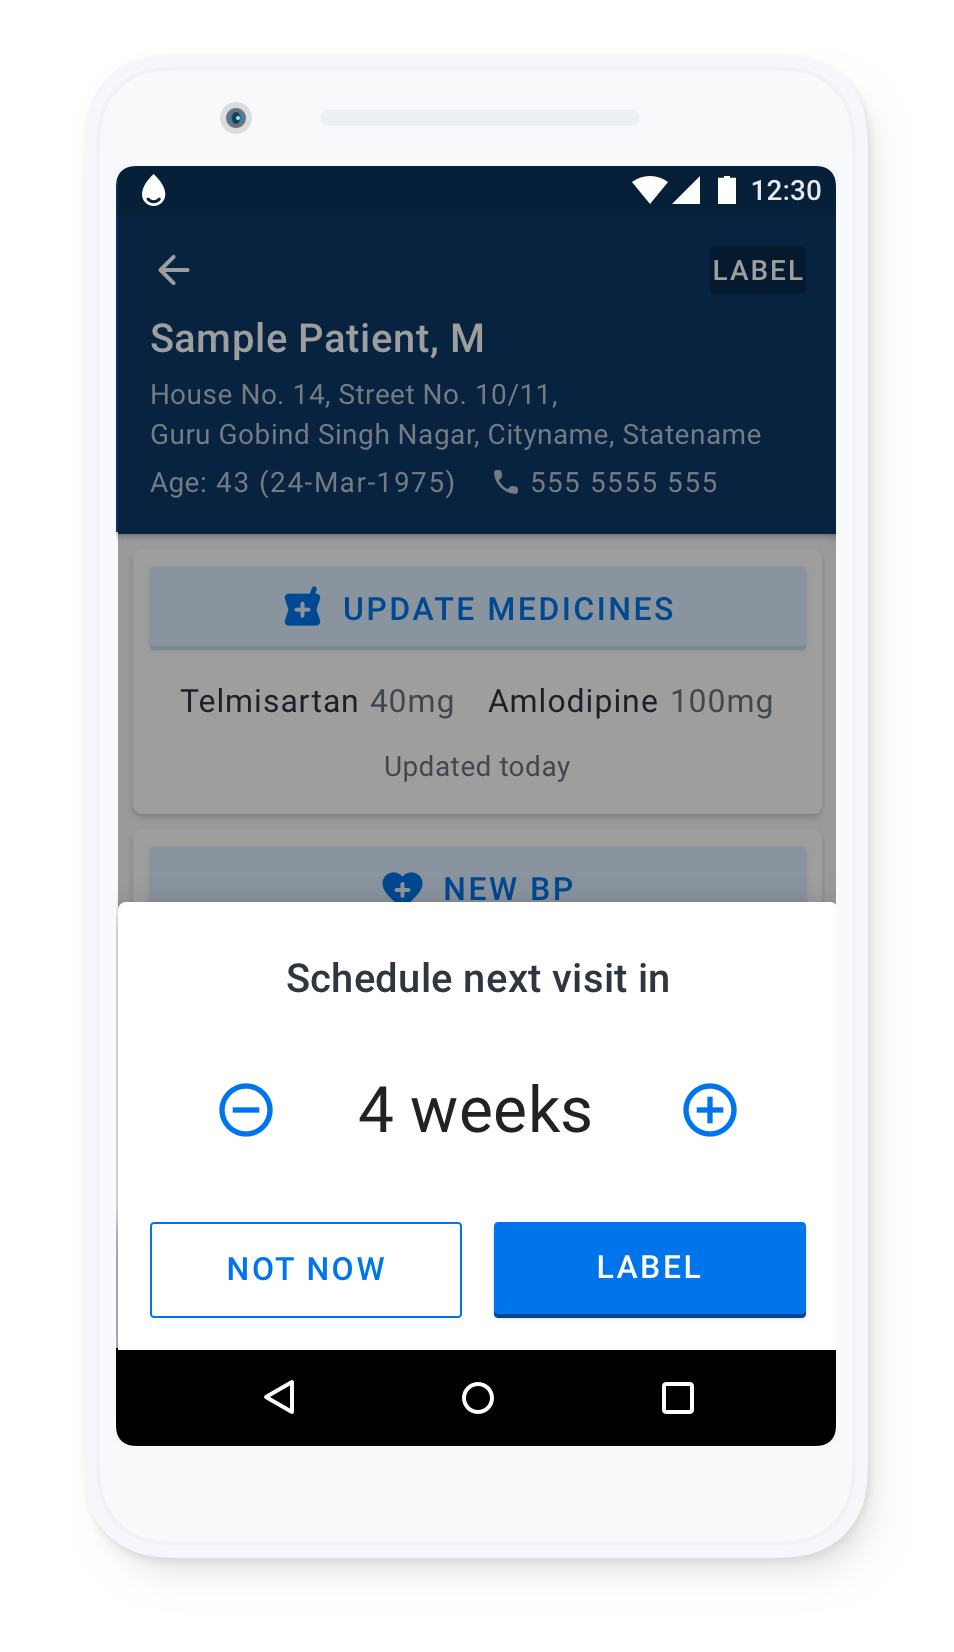 12:30
LABEL
Sample Patient, M
House No. 14, Street No. 10/11,
Guru Gobind Singh Nagar, Cityname, Statename
Age: 43 (24-Mar-1975) 555 5555 555
UPDATE MEDICINES
Telmisartan 40mg Amlodipine 100mg
Updated today
NEW BP
Schedule next visit in
4 weeks
NOT NOW LABEL